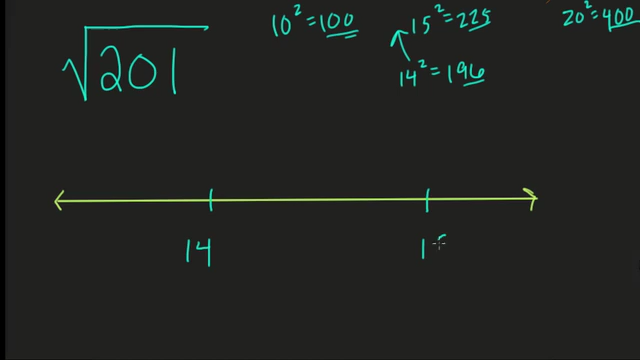 10² = 100
15² = 225
20² = 400
√201
14² = 196
14